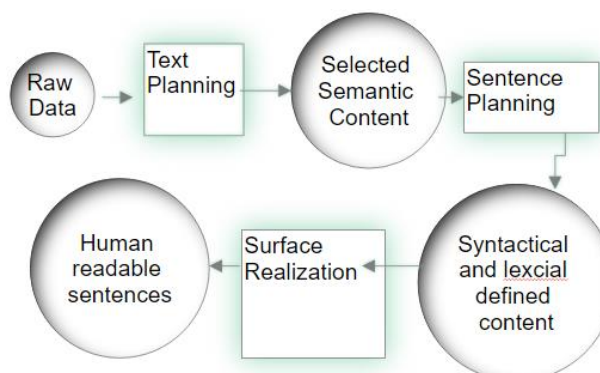 Raw
Data
Text
Planning
Selected
Semantic
Content
Sentence
Planning
Syntactical
and lexcial
defined
content
Surface
Realization
Human
readable
sentences